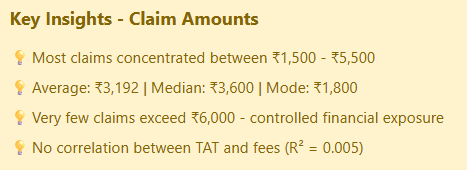 Key Insights - Claim Amounts
💡 Most claims concentrated between ₹1,500 - ₹5,500
💡 Average: ₹3,192 | Median: ₹3,600 | Mode: ₹1,800
💡 Very few claims exceed ₹6,000 - controlled financial exposure
💡 No correlation between TAT and fees (R² = 0.005)